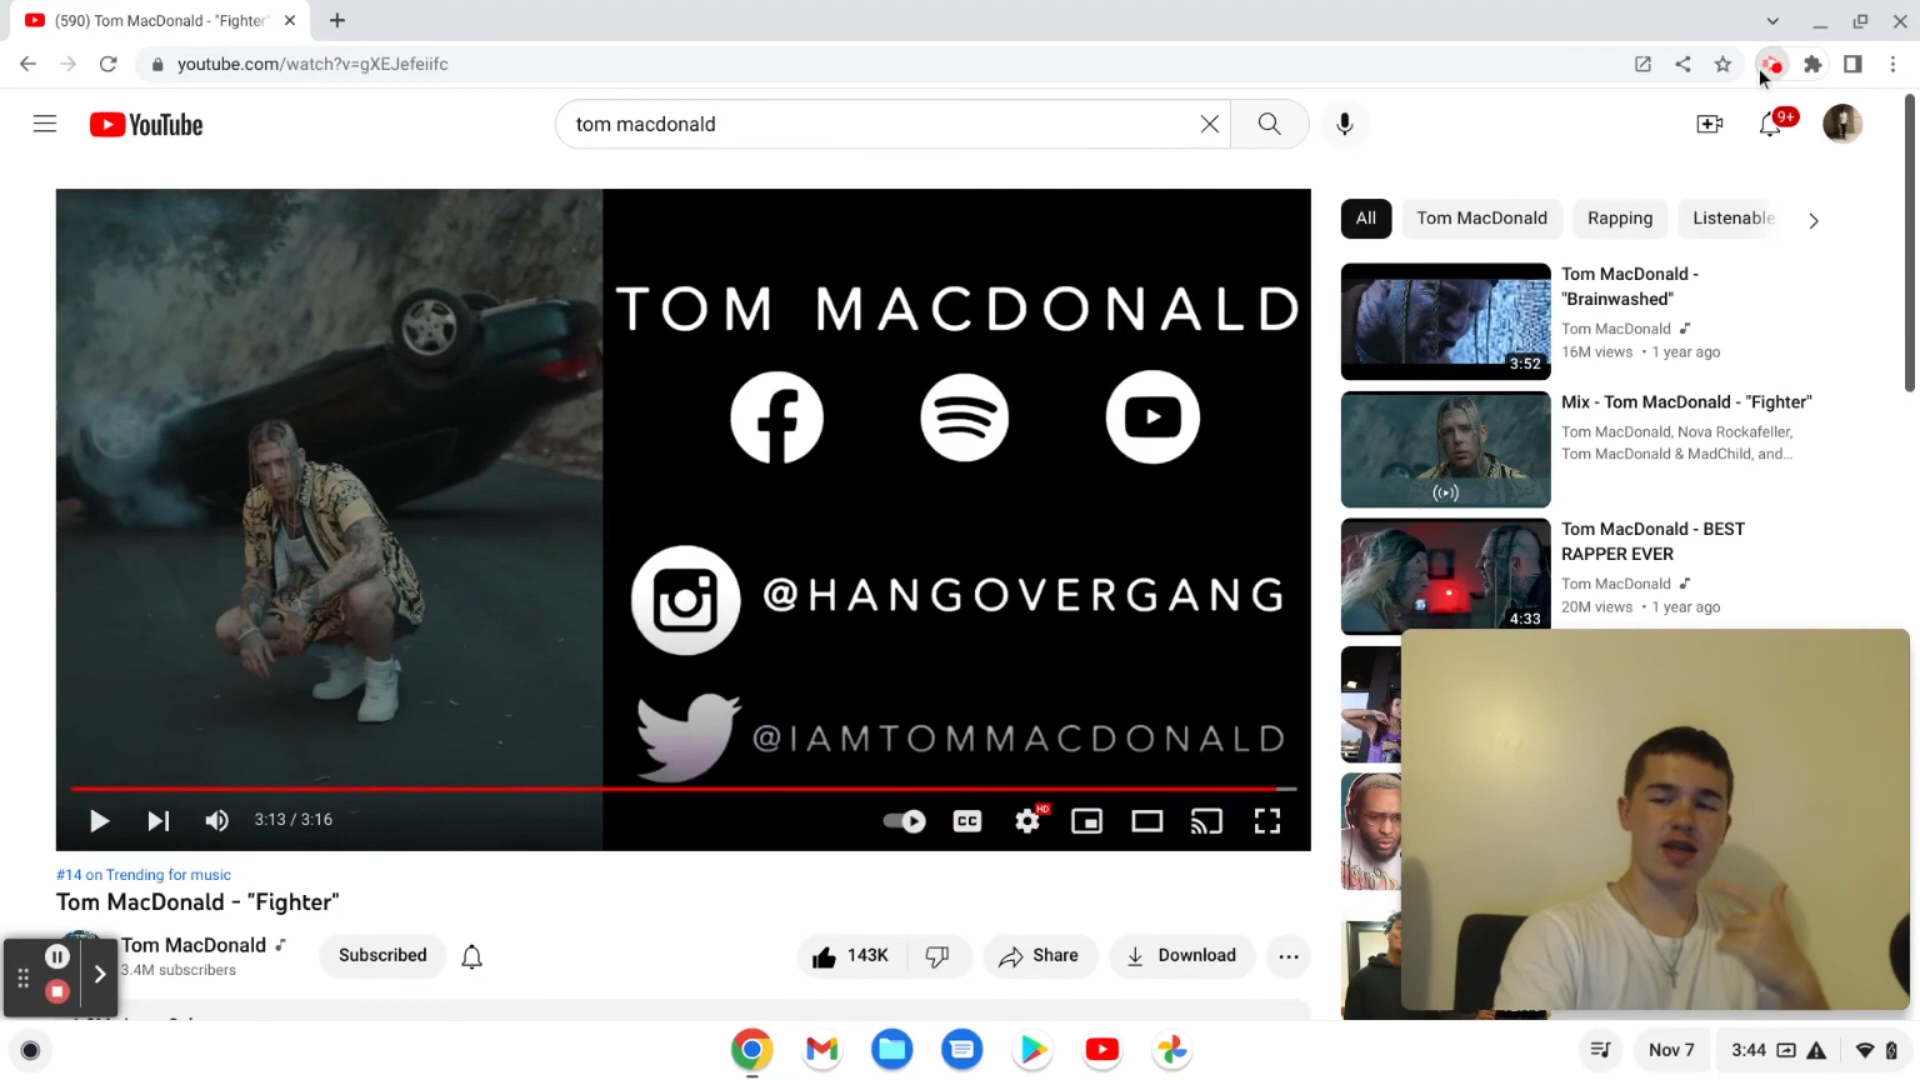 (590) Tom MacDonald - "Fighter"
youtube.com/watch?v=gXEJefeiifc
YouTube
tom macdonald
9+
All
Tom MacDonald
Rapping
Listenable
TOM MACDONALD
@HANGOVERGANG
@IAMTOMMACDONALD
3:13 / 3:16
CC
HD
Tom MacDonald -
"Brainwashed"
Tom MacDonald
16M views • 1 year ago
3:52
Mix - Tom MacDonald - "Fighter"
Tom MacDonald, Nova Rockafeller,
Tom MacDonald & MadChild, and...
Tom MacDonald - BEST
RAPPER EVER
Tom MacDonald
20M views • 1 year ago
4:33
#14 on Trending for music
Tom MacDonald - "Fighter"
Tom MacDonald
3.4M subscribers
Subscribed
143K
Share
Download
Nov 7
3:44